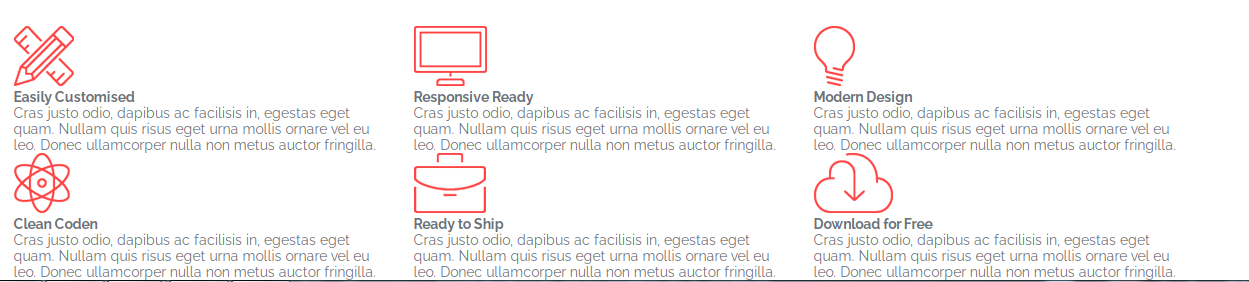 Easily Customised
Cras justo odio, dapibus ac facilisis in, egestas eget
quam. Nullam quis risus eget urna mollis ornare vel eu
leo. Donec ullamcorper nulla non metus auctor fringilla.
Responsive Ready
Cras justo odio, dapibus ac facilisis in, egestas eget
quam. Nullam quis risus eget urna mollis ornare vel eu
leo. Donec ullamcorper nulla non metus auctor fringilla.
Modern Design
Cras justo odio, dapibus ac facilisis in, egestas eget
quam. Nullam quis risus eget urna mollis ornare vel eu
leo. Donec ullamcorper nulla non metus auctor fringilla.
Clean Coden
Cras justo odio, dapibus ac facilisis in, egestas eget
quam. Nullam quis risus eget urna mollis ornare vel eu
leo. Donec ullamcorper nulla non metus auctor fringilla.
Ready to Ship
Cras justo odio, dapibus ac facilisis in, egestas eget
quam. Nullam quis risus eget urna mollis ornare vel eu
leo. Donec ullamcorper nulla non metus auctor fringilla.
Download for Free
Cras justo odio, dapibus ac facilisis in, egestas eget
quam. Nullam quis risus eget urna mollis ornare vel eu
leo. Donec ullamcorper nulla non metus auctor fringilla.